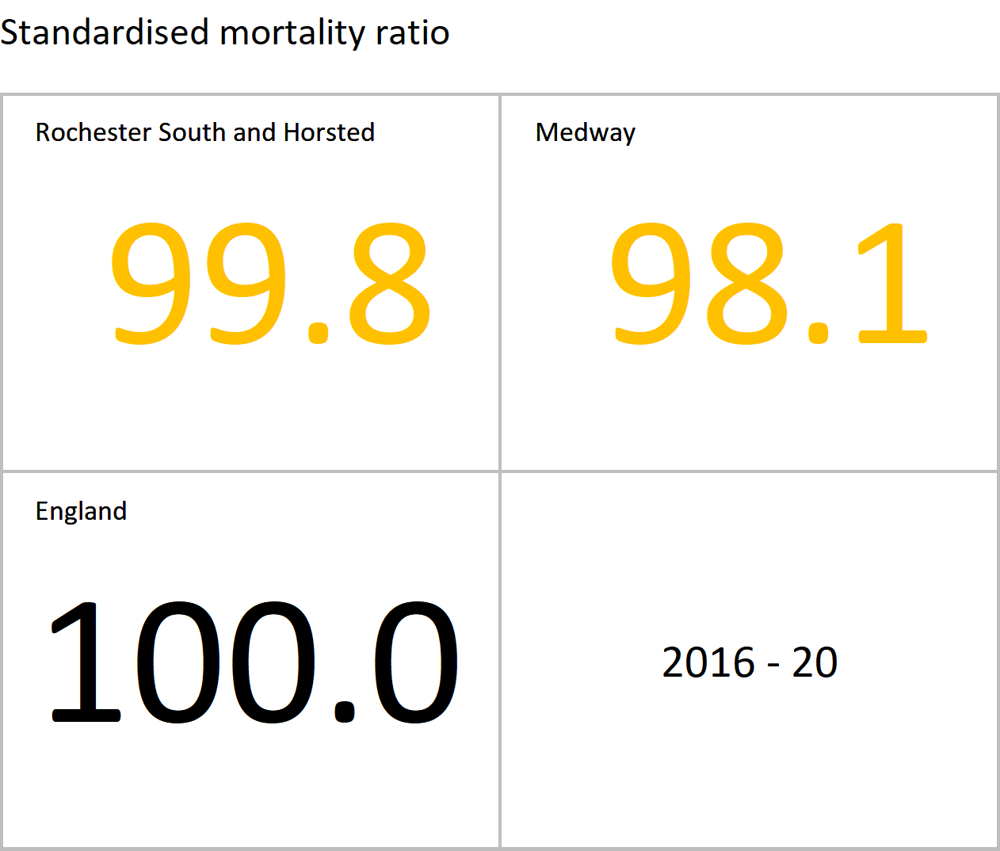 Standardised mortality ratio
Rochester South and Horsted
99.8
Medway
98.1
England
100.0
2016 - 20